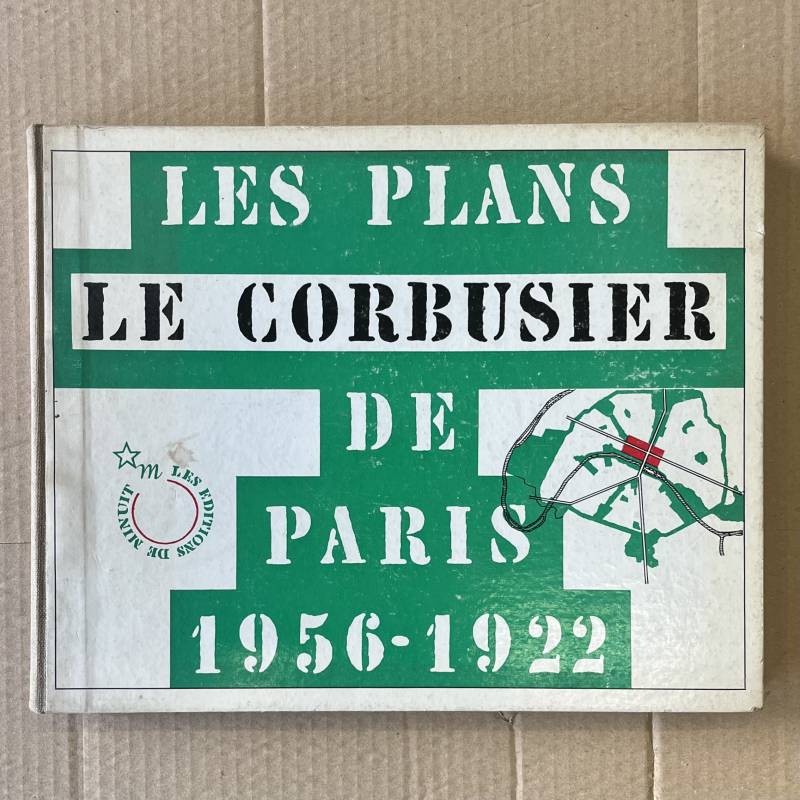 LES PLANS
LE CORBUSIER
DE
PARIS
1956-1922
m LES EDITIONS DE MINUIT